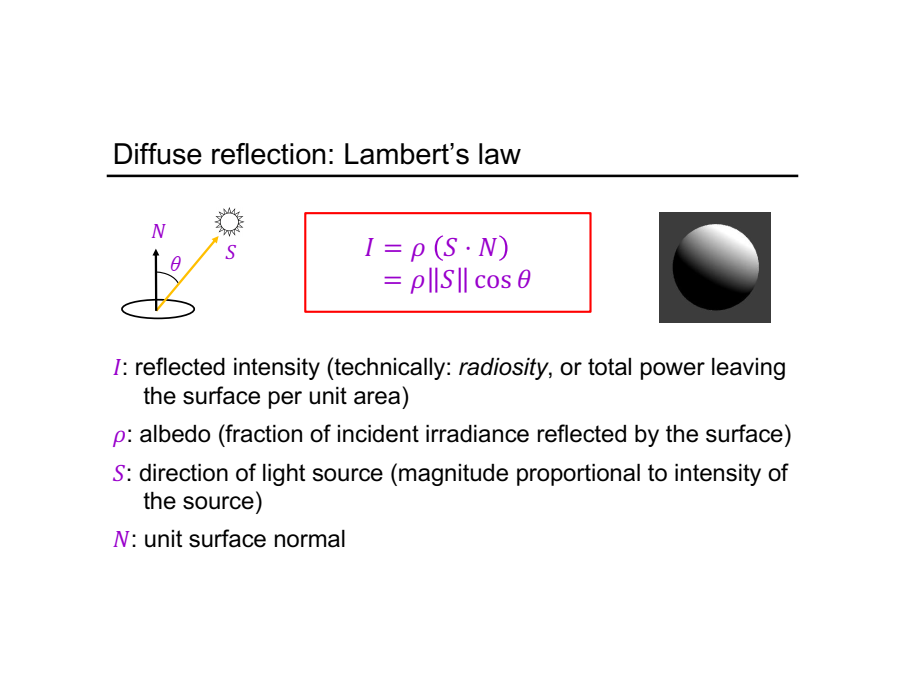 Diffuse reflection: Lambert’s law
N
S
θ
I = ρ (S · N)
= ρ‖S‖ cos θ
I: reflected intensity (technically: radiosity, or total power leaving
the surface per unit area)
ρ: albedo (fraction of incident irradiance reflected by the surface)
S: direction of light source (magnitude proportional to intensity of
the source)
N: unit surface normal